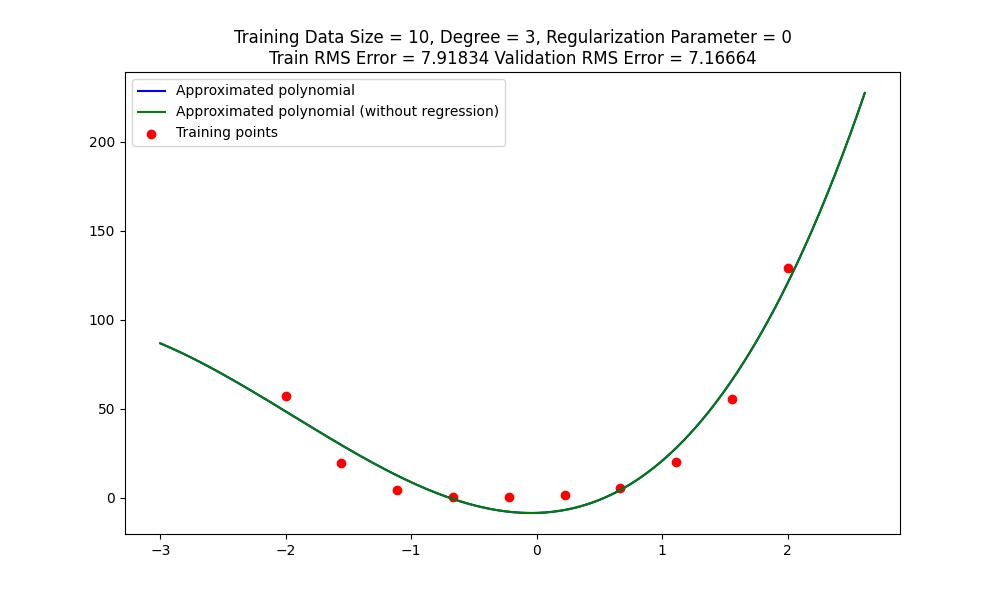 Training Data Size = 10, Degree = 3, Regularization Parameter = 0
Train RMS Error = 7.91834 Validation RMS Error = 7.16664
Approximated polynomial
Approximated polynomial (without regression)
Training points
200
150
100
50
0
−3 −2 −1 0 1 2